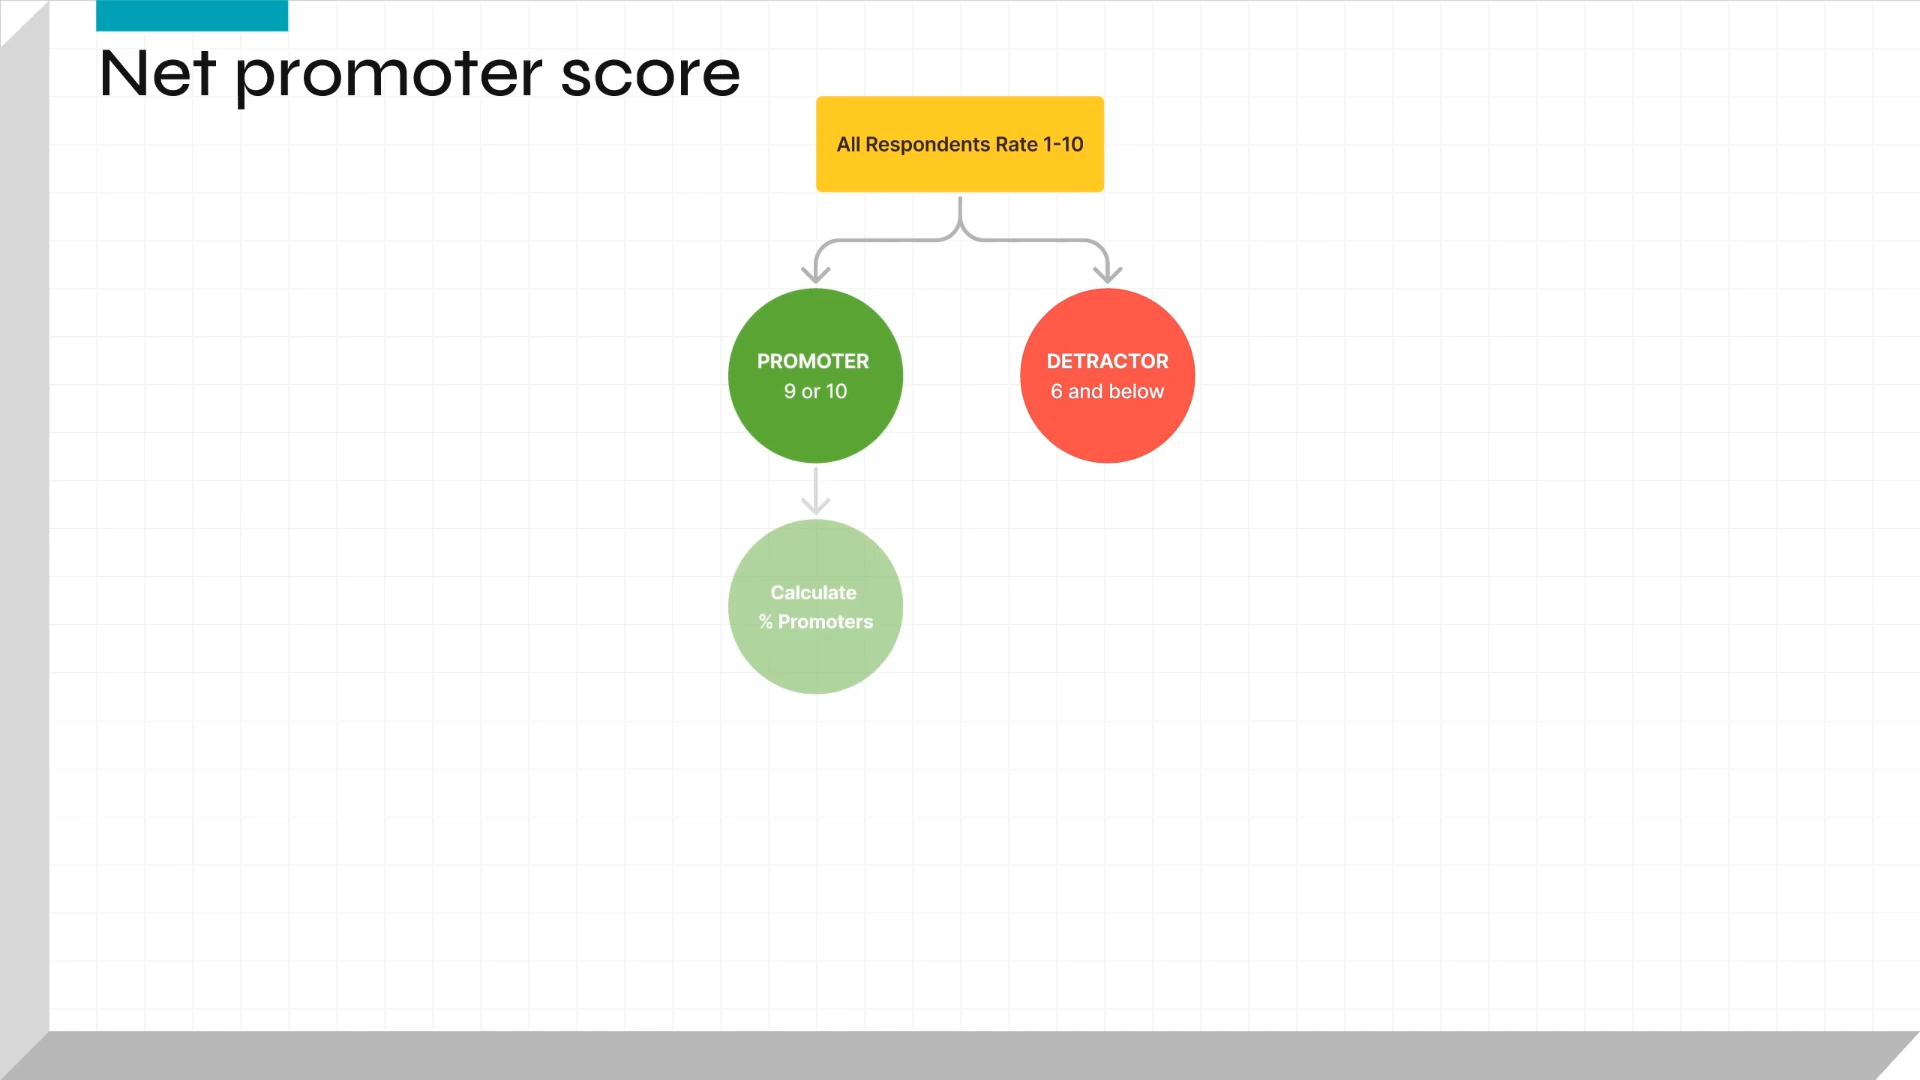 Net promoter score
All Respondents Rate 1-10
PROMOTER
9 or 10
DETRACTOR
6 and below
Calculate
% Promoters